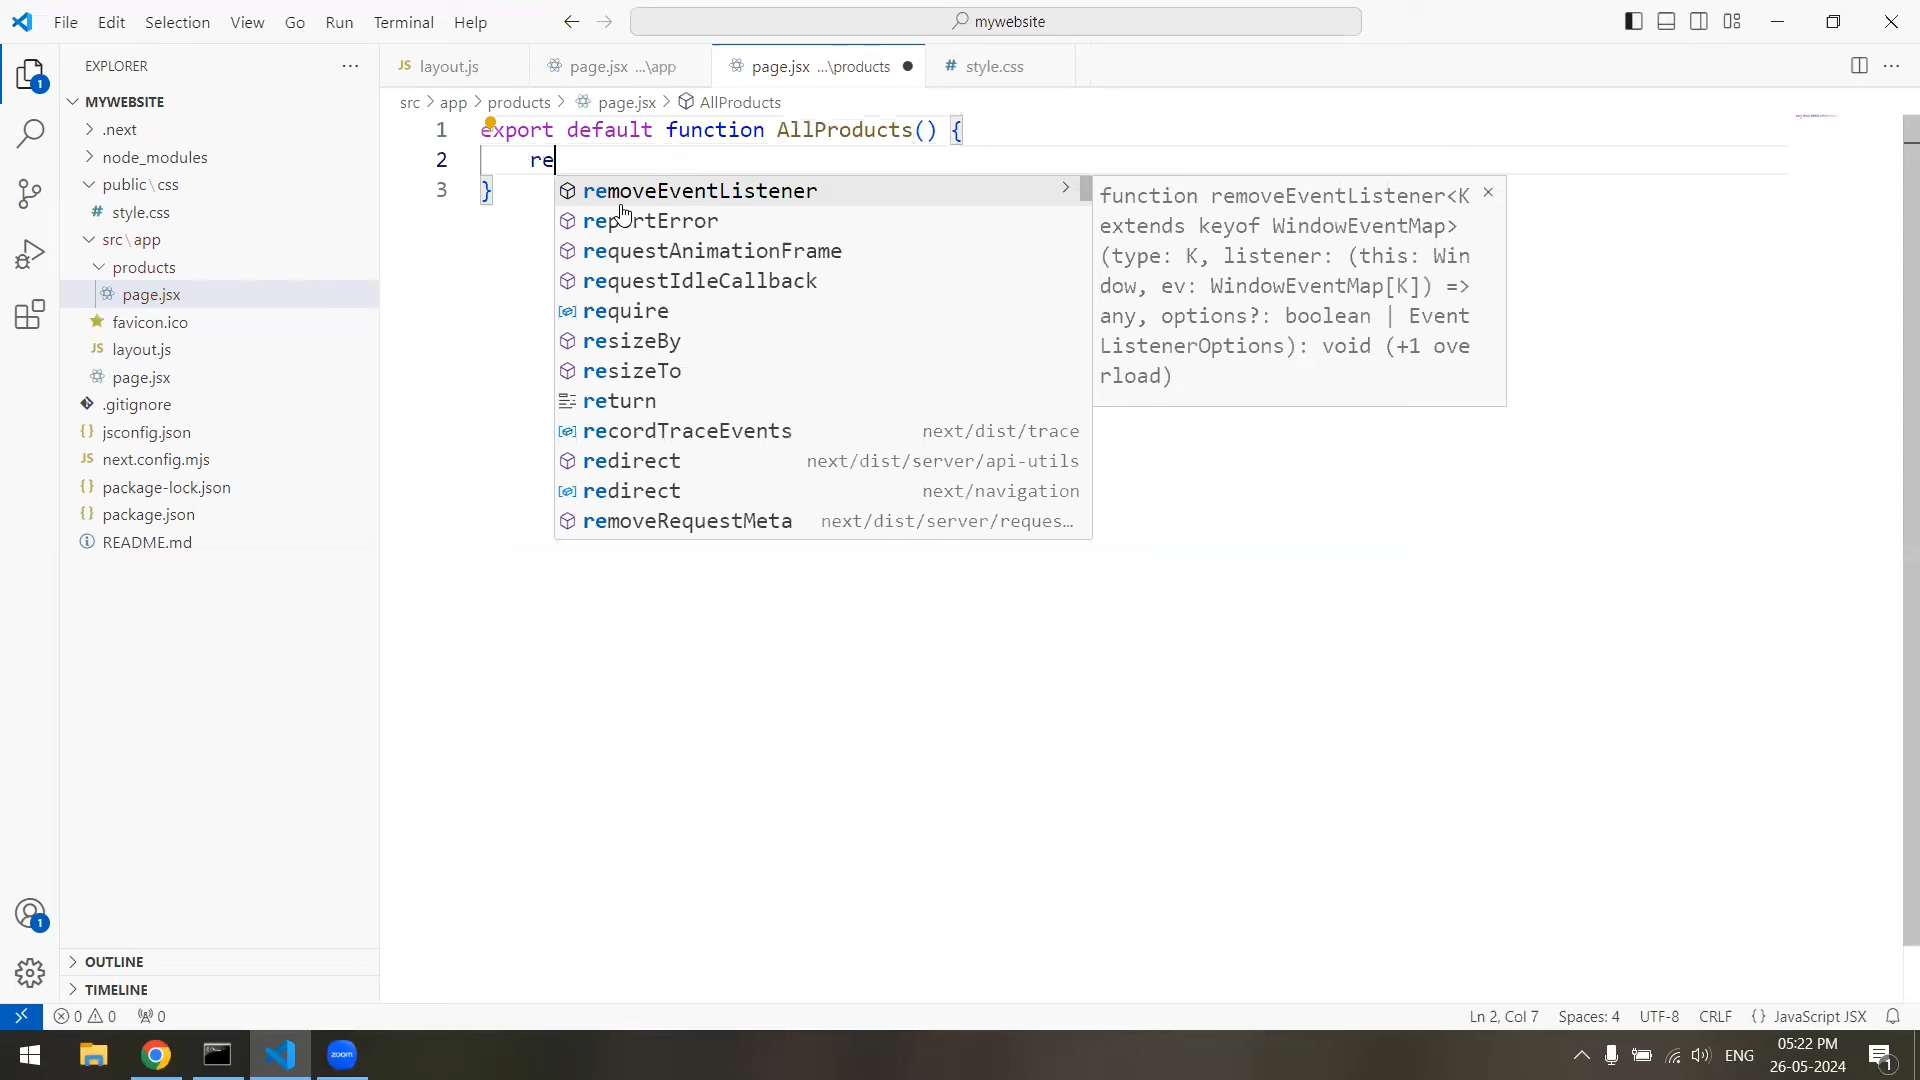 File Edit Selection View Go Run Terminal Help
mywebsite
EXPLORER
MYWEBSITE
.next
node_modules
public\css
style.css
src\app
products
page.jsx
favicon.ico
layout.js
page.jsx
.gitignore
jsconfig.json
next.config.mjs
package-lock.json
package.json
README.md
OUTLINE
TIMELINE
layout.js
page.jsx ...\app
page.jsx ...\products
style.css
src > app > products > page.jsx > AllProducts
1 export default function AllProducts() {
2 re
3 }
removeEventListener
reportError
requestAnimationFrame
requestIdleCallback
require
resizeBy
resizeTo
return
recordTraceEvents next/dist/trace
redirect next/dist/server/api-utils
redirect next/navigation
removeRequestMeta next/dist/server/reques…
function removeEventListener<K
extends keyof WindowEventMap>
(type: K, listener: (this: Win
dow, ev: WindowEventMap[K]) =>
any, options?: boolean | Event
ListenerOptions): void (+1 ove
rload)
1
1
0 0 0
Ln 2, Col 7 Spaces: 4 UTF-8 CRLF {} JavaScript JSX
zoom
ENG
05:22 PM
26-05-2024
1